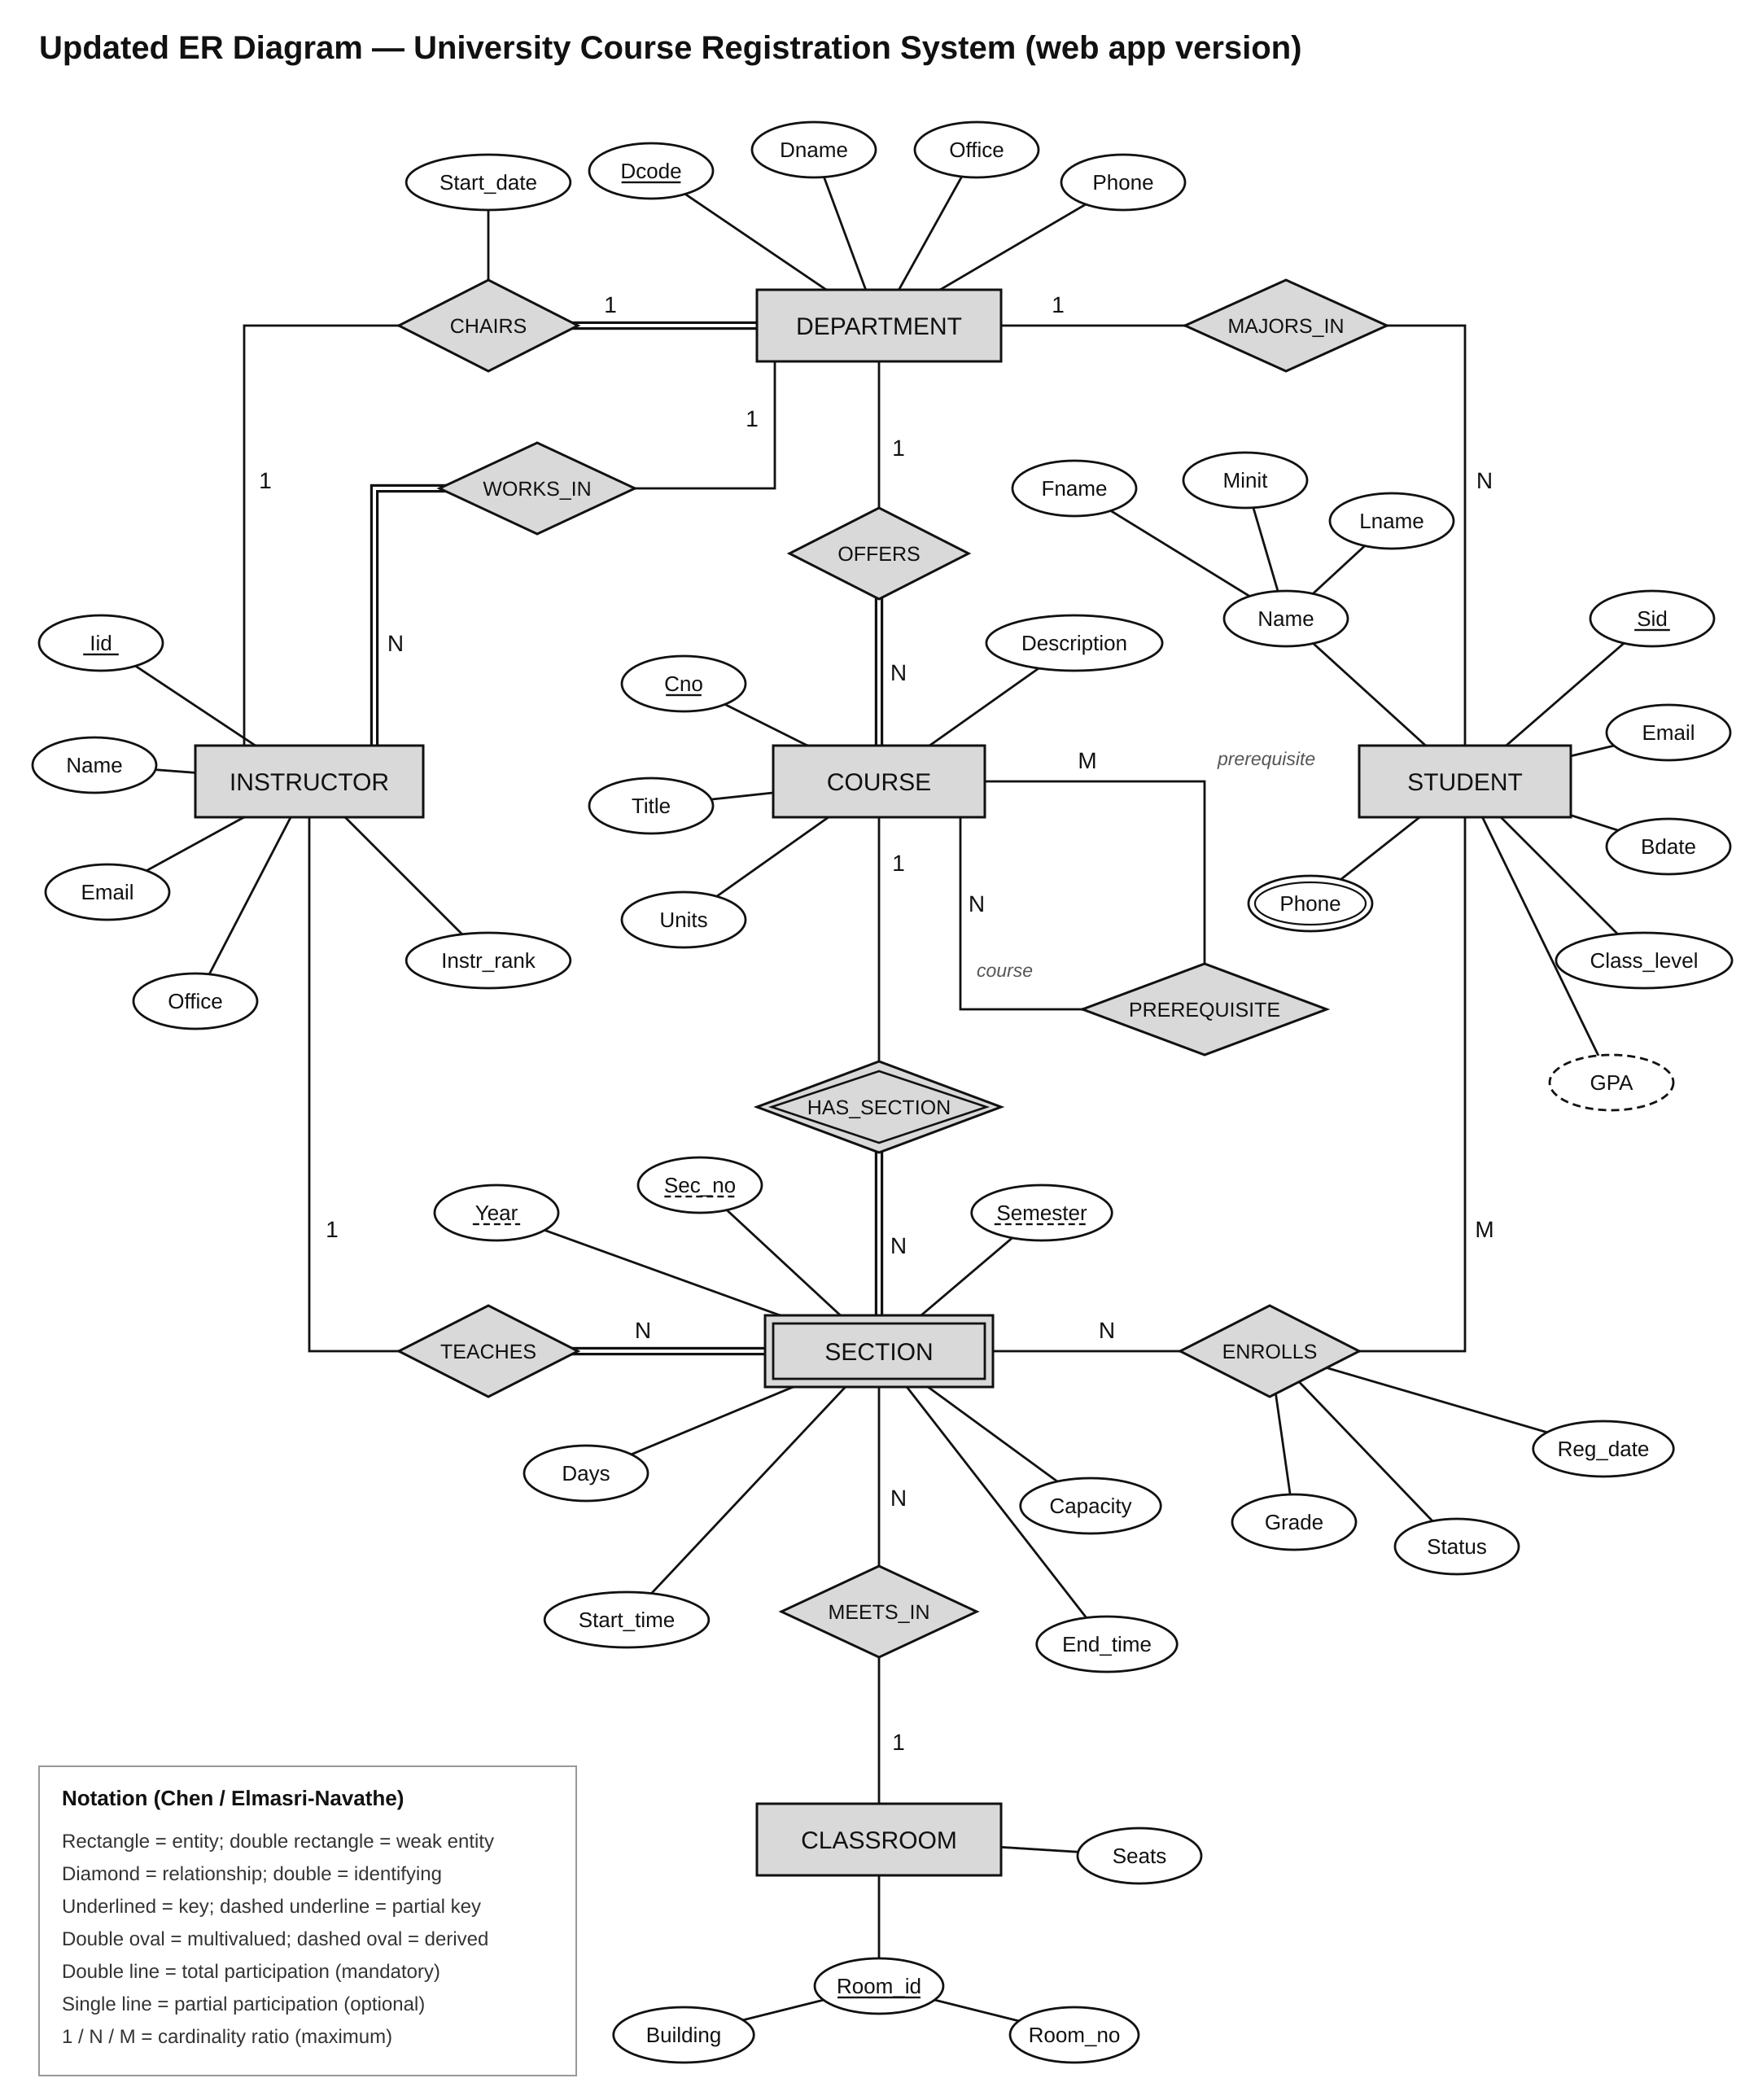 Updated ER Diagram — University Course Registration System (web app version)
Start_date
Dcode
Dname
Office
Phone
CHAIRS
1
DEPARTMENT
1
MAJORS_IN
1
1
1
N
WORKS_IN
OFFERS
Fname
Minit
Lname
Name
Sid
Iid
N
N
Cno
Description
Email
Name
INSTRUCTOR
Title
COURSE
M
prerequisite
STUDENT
Bdate
Email
Units
1
N
Phone
Office
Instr_rank
course
Class_level
PREREQUISITE
GPA
HAS_SECTION
Year
Sec_no
Semester
1
N
M
TEACHES
N
SECTION
N
ENROLLS
Days
Capacity
Grade
Status
Reg_date
N
Start_time
MEETS_IN
End_time
1
CLASSROOM
Seats
Room_id
Building
Room_no
Notation (Chen / Elmasri-Navathe)
Rectangle = entity; double rectangle = weak entity
Diamond = relationship; double = identifying
Underlined = key; dashed underline = partial key
Double oval = multivalued; dashed oval = derived
Double line = total participation (mandatory)
Single line = partial participation (optional)
1 / N / M = cardinality ratio (maximum)